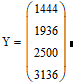 Y = (1444
1936
2500
3136) ▪